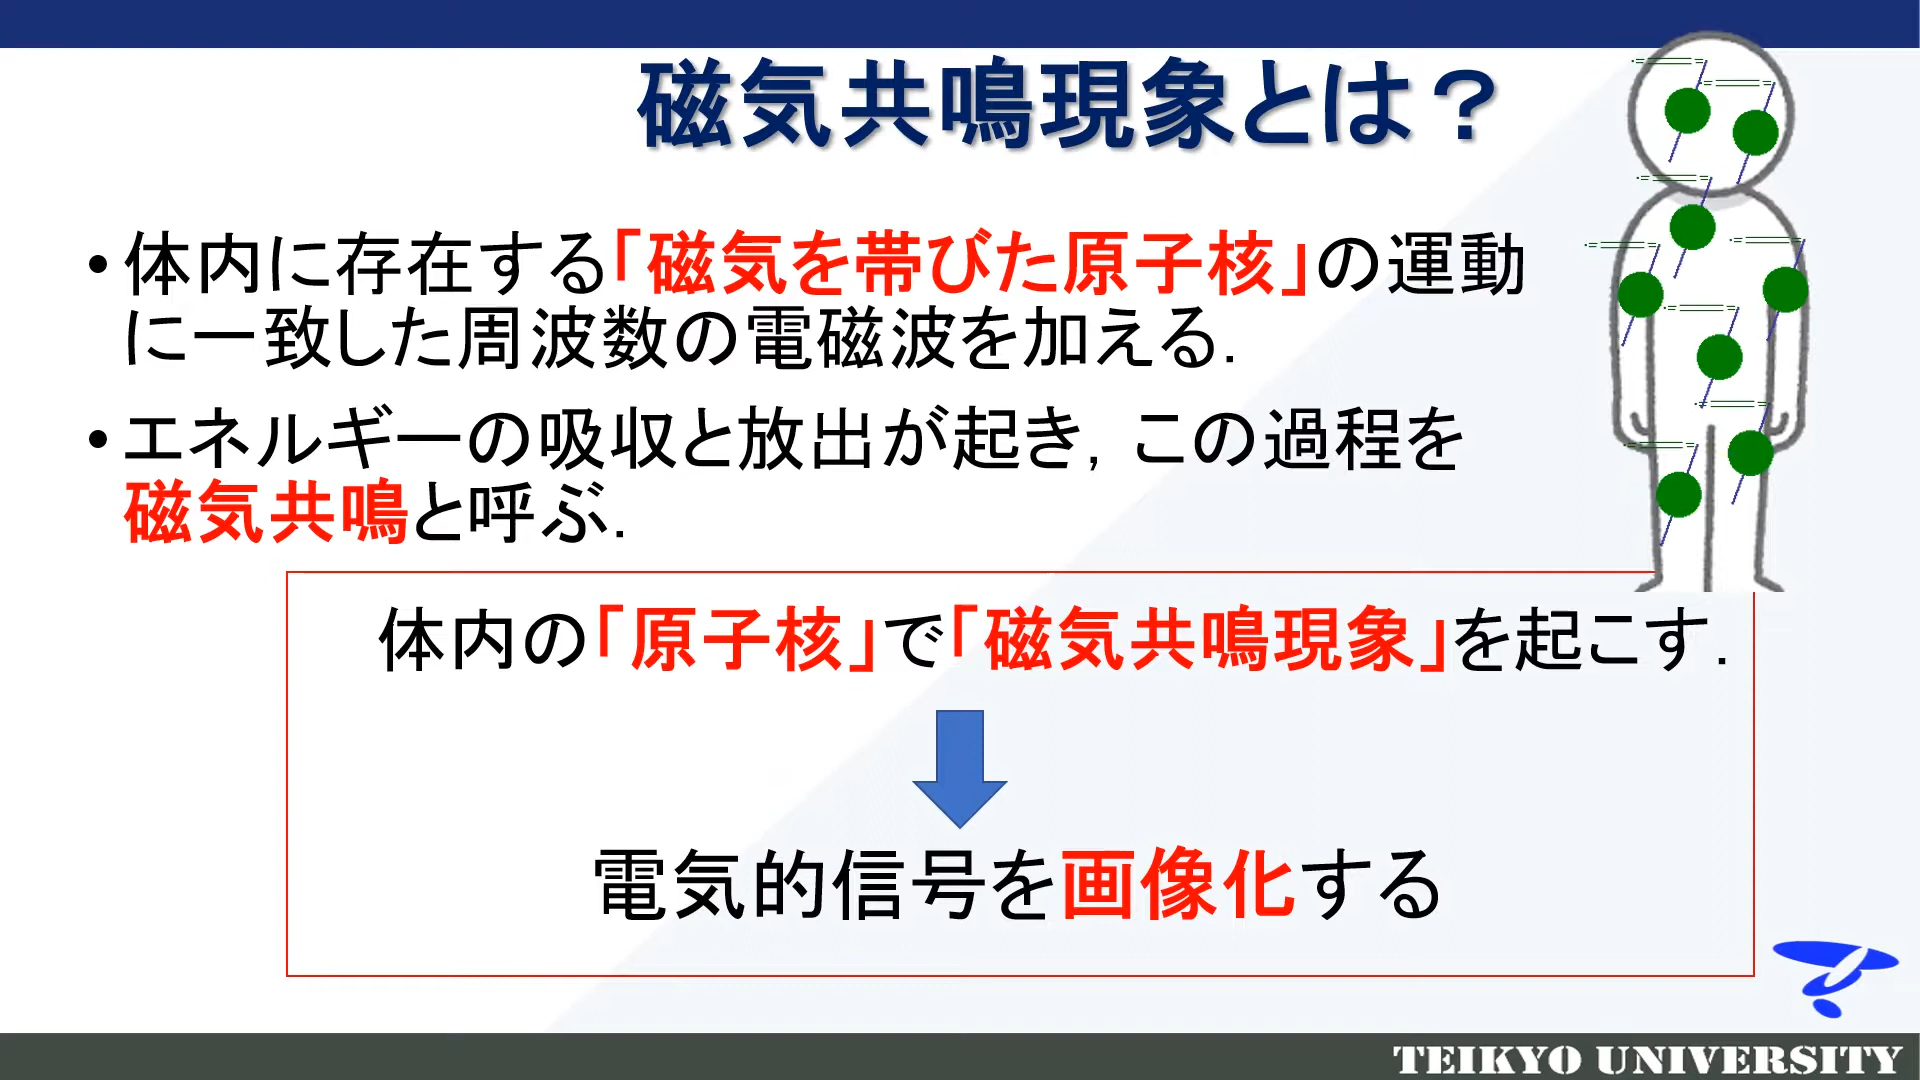 磁気共鳴現象とは？
•体内に存在する「磁気を帯びた原子核」の運動
に一致した周波数の電磁波を加える．
•エネルギーの吸収と放出が起き，この過程を
磁気共鳴と呼ぶ．
体内の「原子核」で「磁気共鳴現象」を起こす．
電気的信号を画像化する
TEIKYO UNIVERSITY